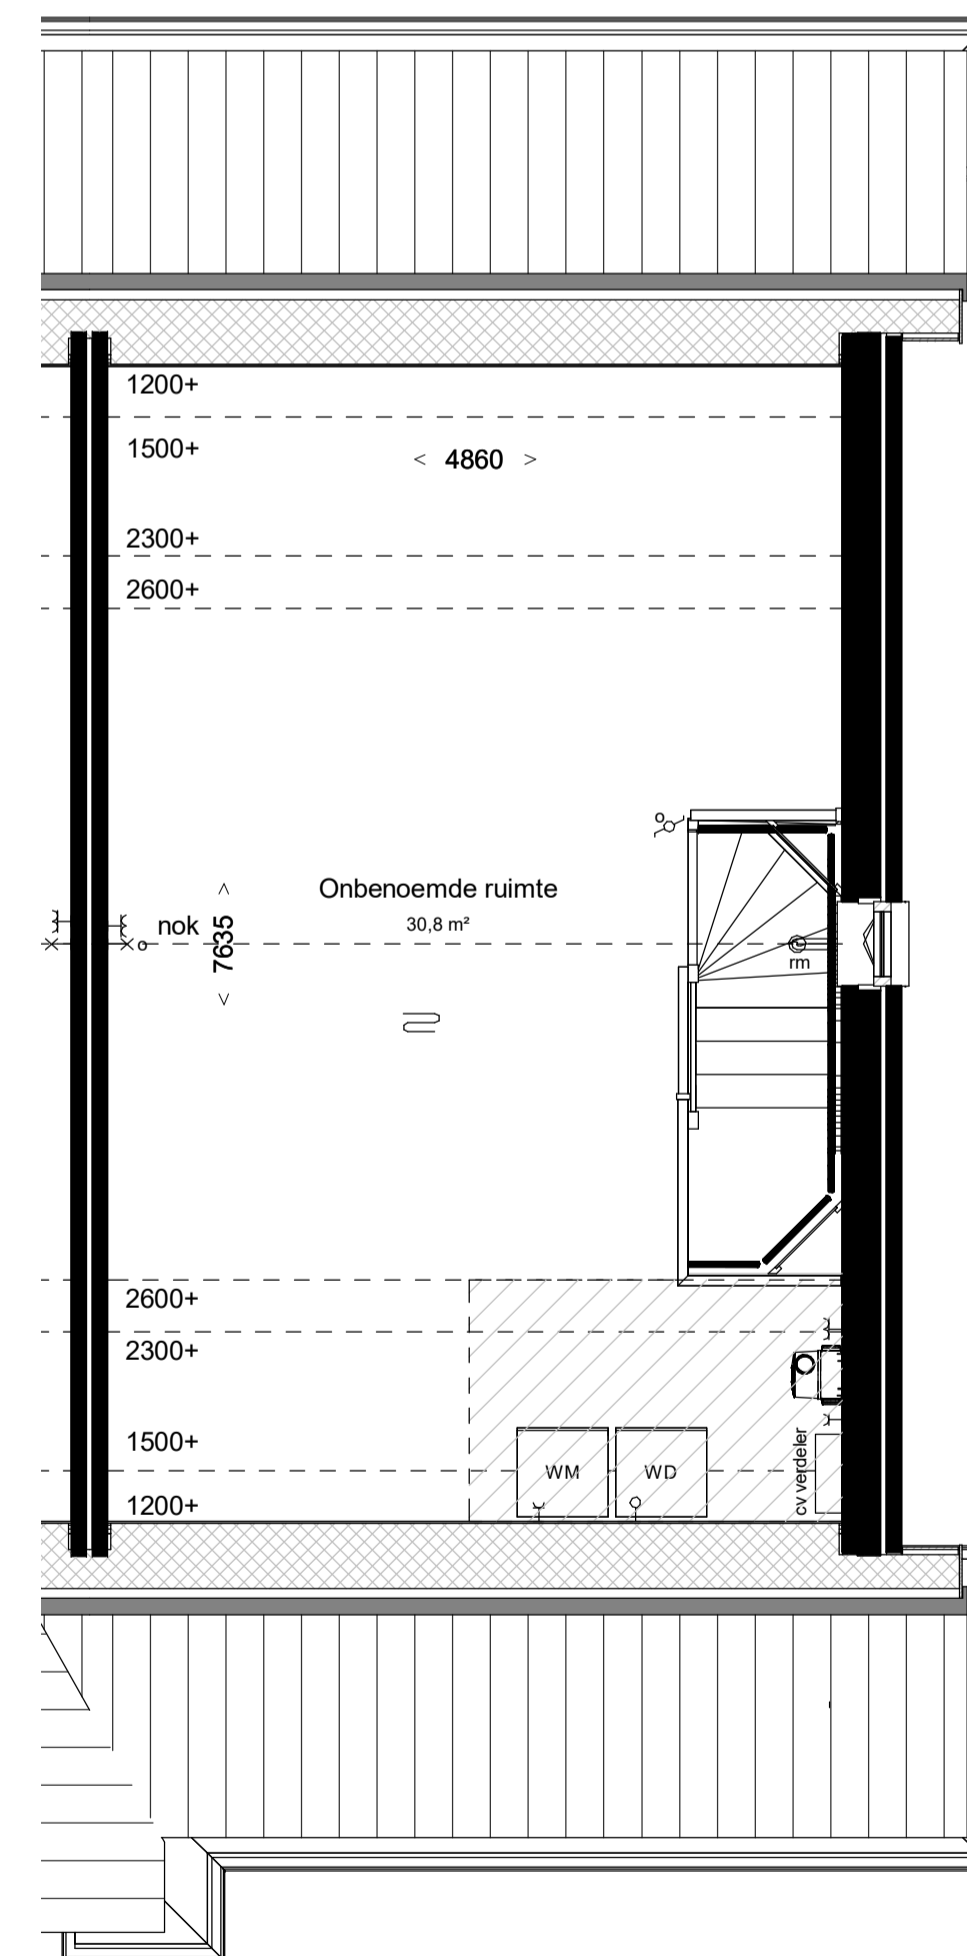 1200+
1500+
< 4860 >
2300+
2600+
Onbenoemde ruimte
30,8 m²
nok
< 7635 >
rm
2600+
2300+
1500+
WM
WD
cv verdeler
1200+